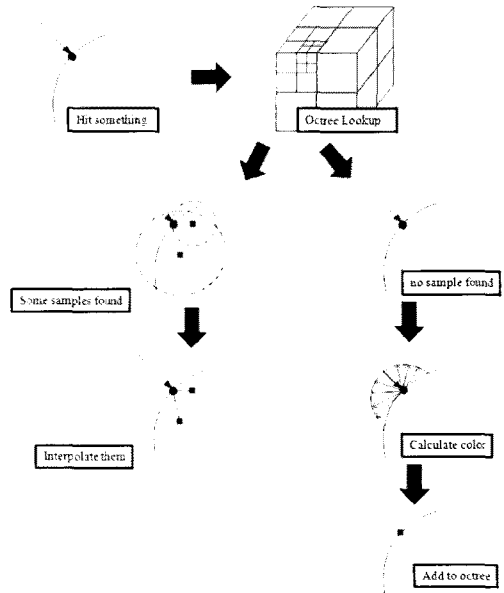 Hit something
Octree Lookup
Some samples found
no sample found
Interpolate them
Calculate color
Add to octree